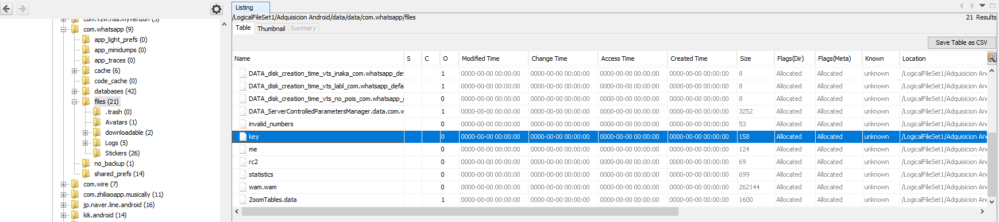 Listing
/LogicalFileSet1/Adquisicion Android/data/data/com.whatsapp/files
21 Results
Table Thumbnail Summary
Save Table as CSV
com.whatsapp (9)
app_light_prefs (0)
app_minidumps (0)
app_traces (0)
cache (6)
code_cache (0)
databases (42)
files (21)
.trash (0)
Avatars (1)
downloadable (2)
Logs (5)
Stickers (26)
no_backup (1)
shared_prefs (14)
com.wire (7)
com.zhiliaoapp.musically (11)
jp.naver.line.android (16)
kik.android (14)
Name S C O Modified Time Change Time Access Time Created Time Size Flags(Dir) Flags(Meta) Known Location
DATA_disk_creation_time_vts_inaka_com.whatsapp_def 1 0000-00-00 00:00:00 0000-00-00 00:00:00 0000-00-00 00:00:00 0000-00-00 00:00:00 8 Allocated Allocated unknown /LogicalFileSet1/Adquisicion An
DATA_disk_creation_time_vts_labl_com.whatsapp_defau 1 0000-00-00 00:00:00 0000-00-00 00:00:00 0000-00-00 00:00:00 0000-00-00 00:00:00 8 Allocated Allocated unknown /LogicalFileSet1/Adquisicion An
DATA_disk_creation_time_vts_no_pois_com.whatsapp_ 0 0000-00-00 00:00:00 0000-00-00 00:00:00 0000-00-00 00:00:00 0000-00-00 00:00:00 8 Allocated Allocated unknown /LogicalFileSet1/Adquisicion An
DATA_ServerControlledParametersManager.data.com.w 1 0000-00-00 00:00:00 0000-00-00 00:00:00 0000-00-00 00:00:00 0000-00-00 00:00:00 3252 Allocated Allocated unknown /LogicalFileSet1/Adquisicion An
invalid_numbers 0 0000-00-00 00:00:00 0000-00-00 00:00:00 0000-00-00 00:00:00 0000-00-00 00:00:00 53 Allocated Allocated unknown /LogicalFileSet1/Adquisicion An
key 0 0000-00-00 00:00:00 0000-00-00 00:00:00 0000-00-00 00:00:00 0000-00-00 00:00:00 158 Allocated Allocated unknown /LogicalFileSet1/Adquisicion An
me 0 0000-00-00 00:00:00 0000-00-00 00:00:00 0000-00-00 00:00:00 0000-00-00 00:00:00 124 Allocated Allocated unknown /LogicalFileSet1/Adquisicion An
rc2 0 0000-00-00 00:00:00 0000-00-00 00:00:00 0000-00-00 00:00:00 0000-00-00 00:00:00 69 Allocated Allocated unknown /LogicalFileSet1/Adquisicion An
statistics 0 0000-00-00 00:00:00 0000-00-00 00:00:00 0000-00-00 00:00:00 0000-00-00 00:00:00 699 Allocated Allocated unknown /LogicalFileSet1/Adquisicion An
wam.wam 0 0000-00-00 00:00:00 0000-00-00 00:00:00 0000-00-00 00:00:00 0000-00-00 00:00:00 262144 Allocated Allocated unknown /LogicalFileSet1/Adquisicion An
ZoomTables.data 1 0000-00-00 00:00:00 0000-00-00 00:00:00 0000-00-00 00:00:00 0000-00-00 00:00:00 1600 Allocated Allocated unknown /LogicalFileSet1/Adquisicion An